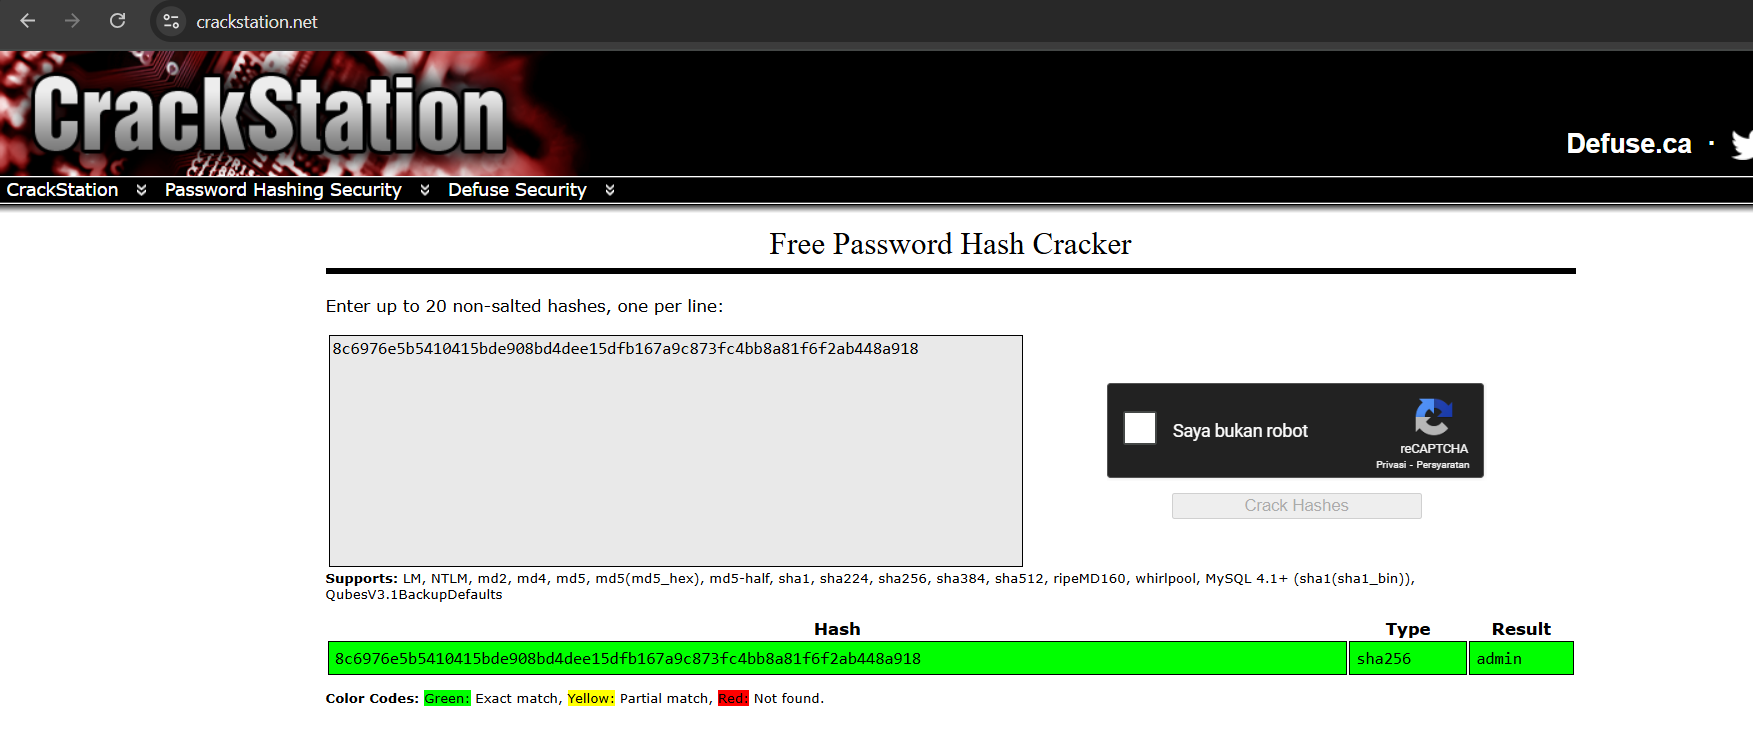 crackstation.net
CrackStation
Defuse.ca ·
CrackStation Password Hashing Security Defuse Security
Free Password Hash Cracker
Enter up to 20 non-salted hashes, one per line:
8c6976e5b5410415bde908bd4dee15dfb167a9c873fc4bb8a81f6f2ab448a918
Saya bukan robot
reCAPTCHA
Privasi - Persyaratan
Crack Hashes
Supports: LM, NTLM, md2, md4, md5, md5(md5_hex), md5-half, sha1, sha224, sha256, sha384, sha512, ripeMD160, whirlpool, MySQL 4.1+ (sha1(sha1_bin)),
QubesV3.1BackupDefaults
Hash Type Result
8c6976e5b5410415bde908bd4dee15dfb167a9c873fc4bb8a81f6f2ab448a918 sha256 admin
Color Codes: Green: Exact match, Yellow: Partial match, Red: Not found.